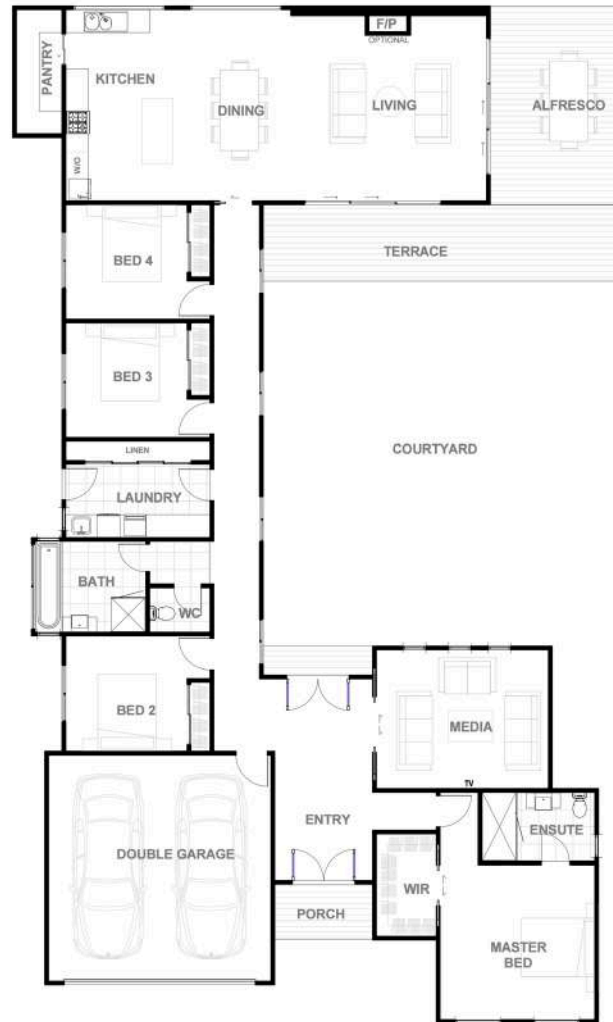 F/P
OPTIONAL
PANTRY
KITCHEN
DINING
LIVING
ALFRESCO
W/O
BED 4
TERRACE
BED 3
COURTYARD
LINEN
LAUNDRY
BATH
WC
BED 2
MEDIA
TV
ENTRY
ENSUTE
DOUBLE GARAGE
WIR
PORCH
MASTER
BED